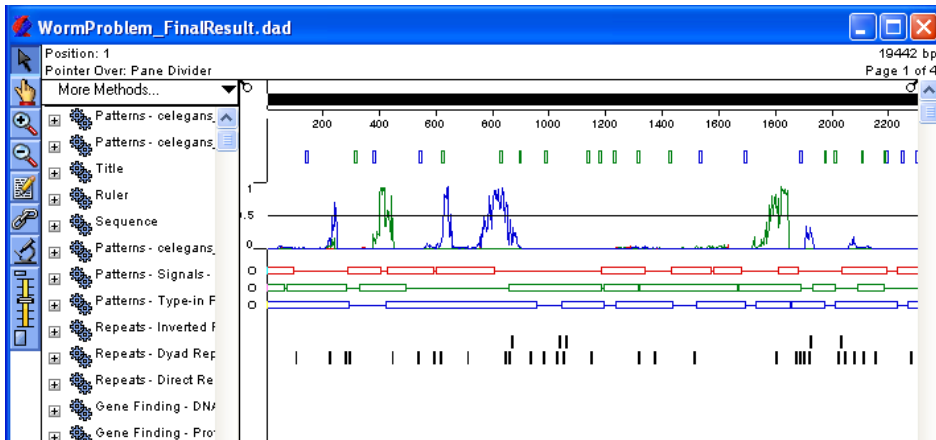 WormProblem_FinalResult.dad
Position: 1 19442 bp
Pointer Over: Pane Divider Page 1 of 4
More Methods...
Patterns - celegans_
Patterns - celegans_
Title
Ruler
Sequence
Patterns - celegans_
Patterns - Signals -
Patterns - Type-in
Repeats - Inverted
Repeats - Dyad Rep
Repeats - Direct Re
Gene Finding - DNA
Gene Finding - Pro
200 400 600 800 1000 1200 1400 1600 1800 2000 2200
1
0.5
0